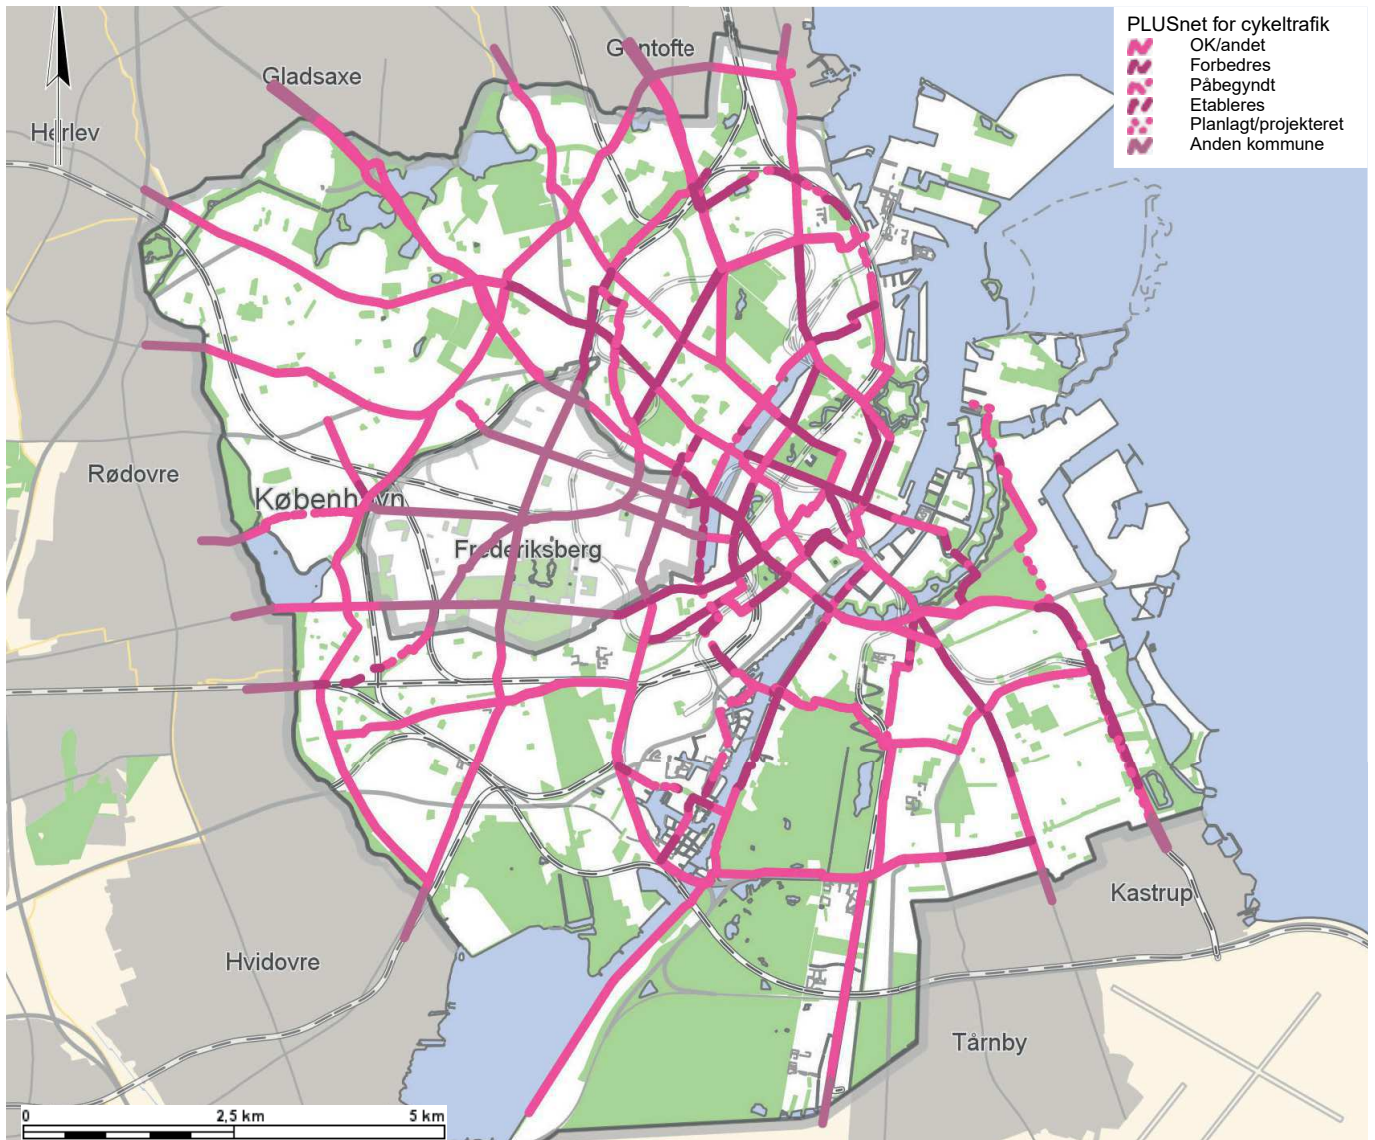 PLUSnet for cykeltrafik
OK/andet
Forbedres
Påbegyndt
Etableres
Planlagt/projekteret
Anden kommune
Gentofte
Gladsaxe
Herlev
Rødovre
København
Frederiksberg
Kastrup
Hvidovre
Tårnby
0 2,5 km 5 km